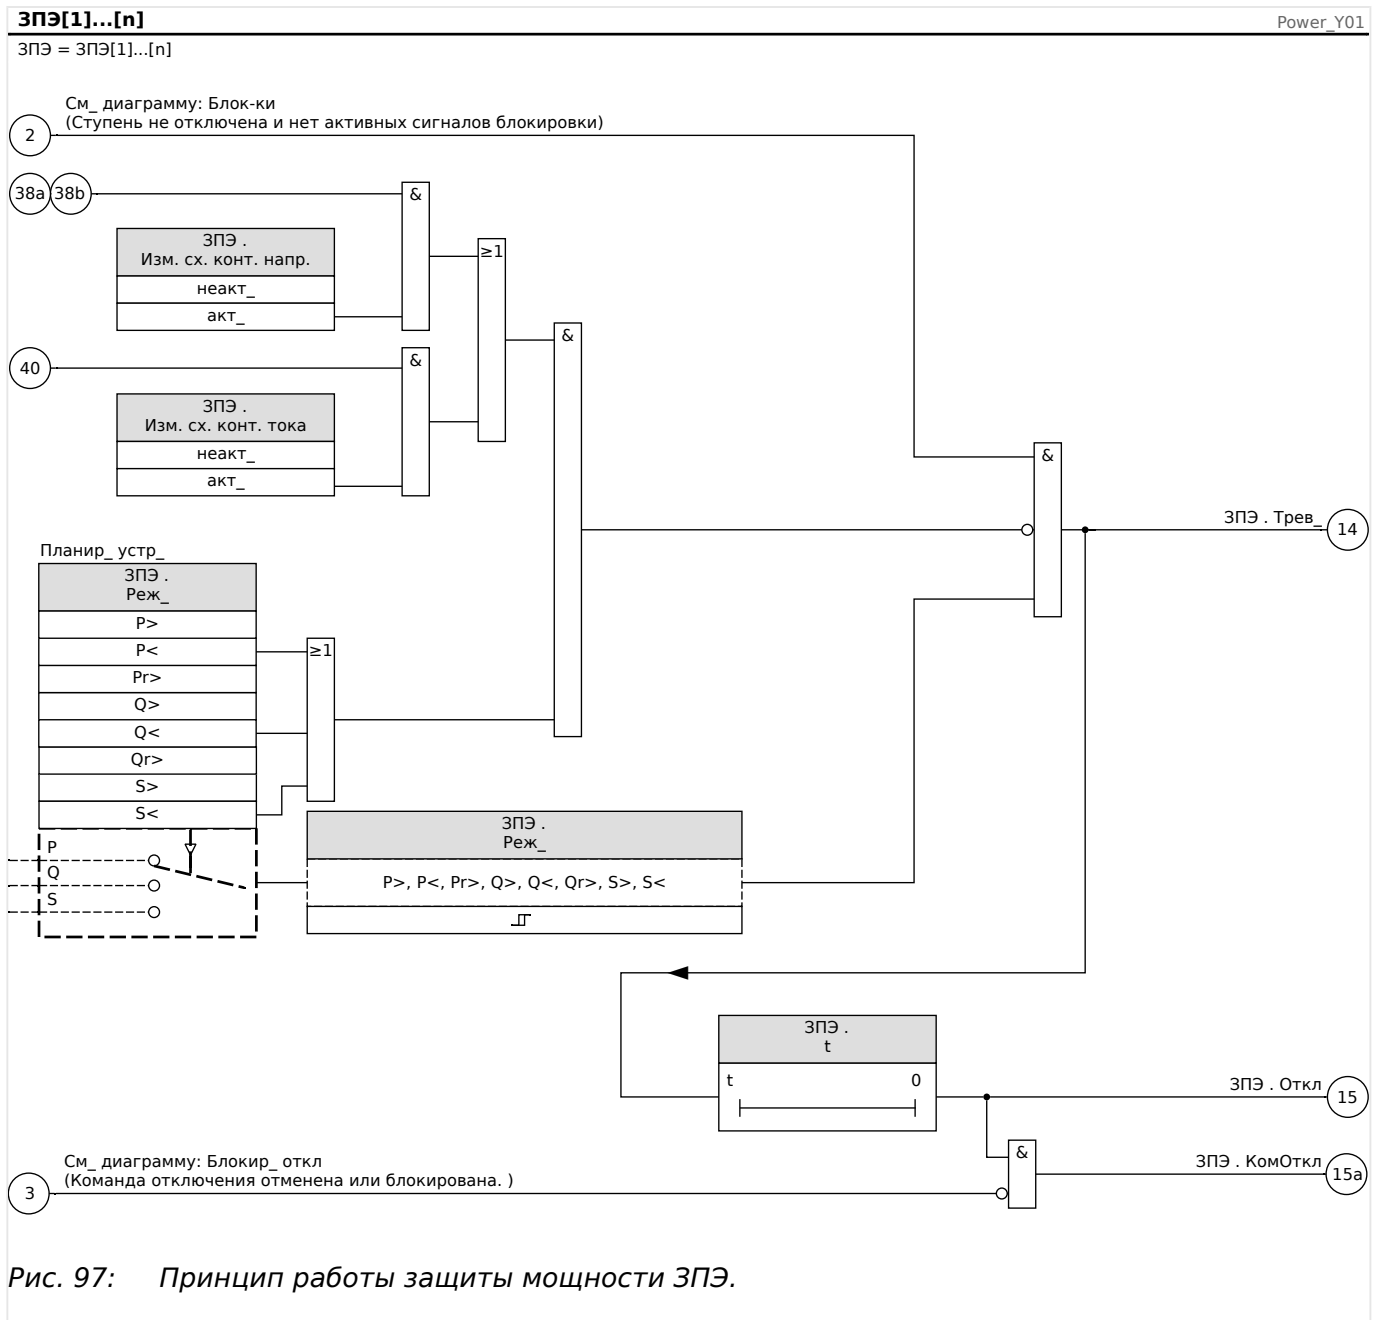 ЗПЭ[1]...[n]
Power_Y01
ЗПЭ = ЗПЭ[1]...[n]
См_ диаграмму: Блок-ки
(Ступень не отключена и нет активных сигналов блокировки)
2
38a 38b
&
ЗПЭ .
Изм. сх. конт. напр.
≥1
неакт_
акт_
&
40
&
ЗПЭ .
Изм. сх. конт. тока
неакт_
акт_
&
ЗПЭ . Трев_
14
Планир_ устр_
ЗПЭ .
Реж_
P>
P<
≥1
Pr>
Q>
Q<
Qr>
S>
S<
ЗПЭ .
Реж_
P
Q
S
P>, P<, Pr>, Q>, Q<, Qr>, S>, S<
ЗПЭ .
t
t 0
ЗПЭ . Откл
15
&
См_ диаграмму: Блокир_ откл
(Команда отключения отменена или блокирована. )
3
ЗПЭ . КомОткл
15a
Рис. 97: Принцип работы защиты мощности ЗПЭ.